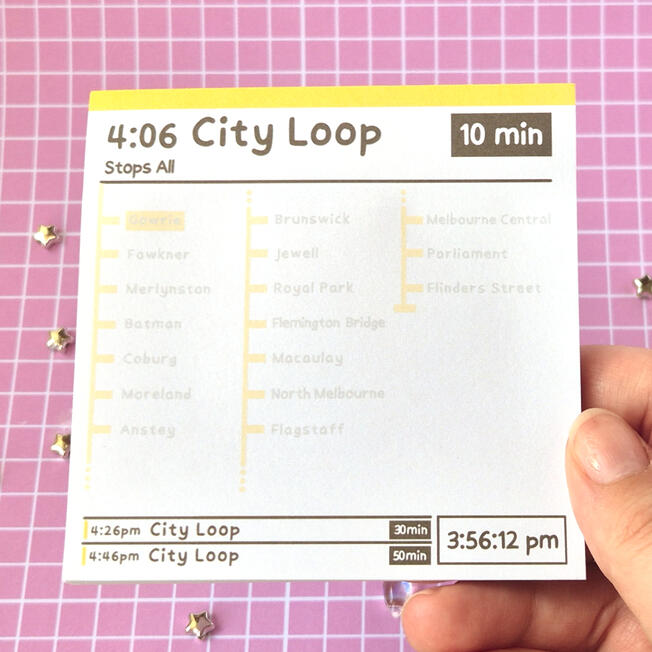 4:06 City Loop 10 min
Stops All
Gowrie
Fawkner
Merlynston
Batman
Coburg
Moreland
Anstey
Brunswick
Jewell
Royal Park
Flemington Bridge
Macaulay
North Melbourne
Flagstaff
Melbourne Central
Parliament
Flinders Street
4:26pm City Loop 30min
4:46pm City Loop 50min
3:56:12 pm